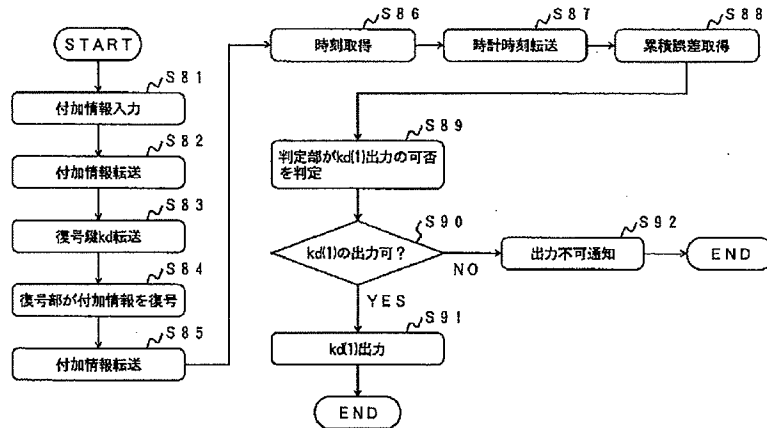 START
S81
付加情報入力
S82
付加情報転送
S83
復号鍵kd転送
S84
復号部が付加情報を復号
S85
付加情報転送
S86
時刻取得
S87
時計時刻転送
S88
累積誤差取得
S89
判定部がkd(1)出力の可否
を判定
S90
kd(1)の出力可?
NO
S92
出力不可通知
END
YES
S91
kd(1)出力
END